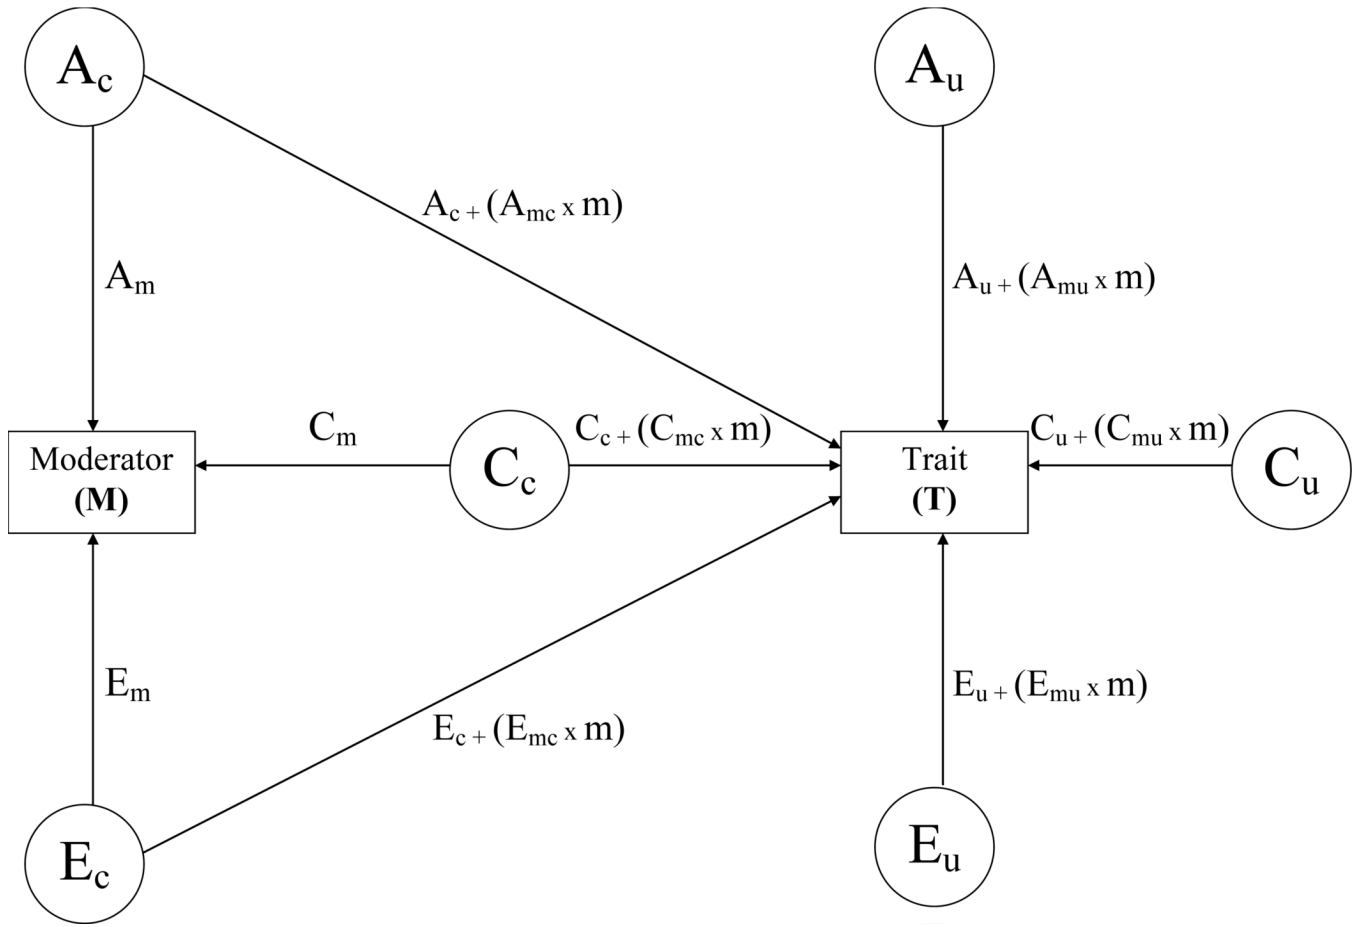 Ac
Au
Ac + (Amc x m)
Am
Au + (Amu x m)
Cm
Cc + (Cmc x m)
Cu + (Cmu x m)
Moderator
(M)
Cc
Trait
(T)
Cu
Em
Eu + (Emu x m)
Ec + (Emc x m)
Ec
Eu